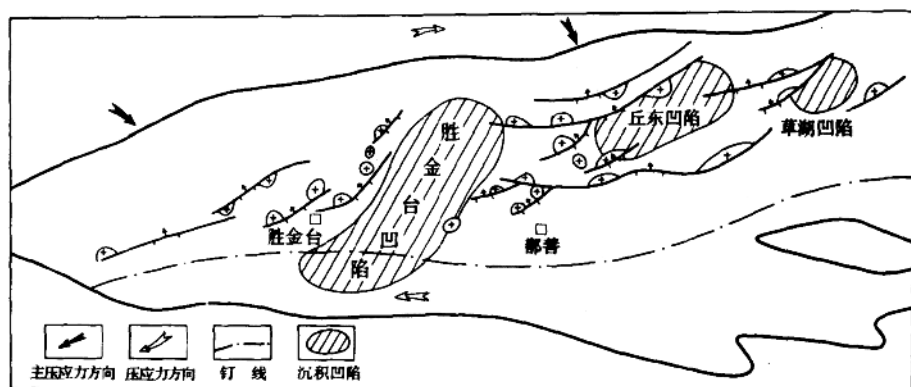 丘东凹陷
草湖凹陷
胜金台凹陷
胜金台
鄯善
主压应力方向
压应力方向
钉 线
沉积凹陷